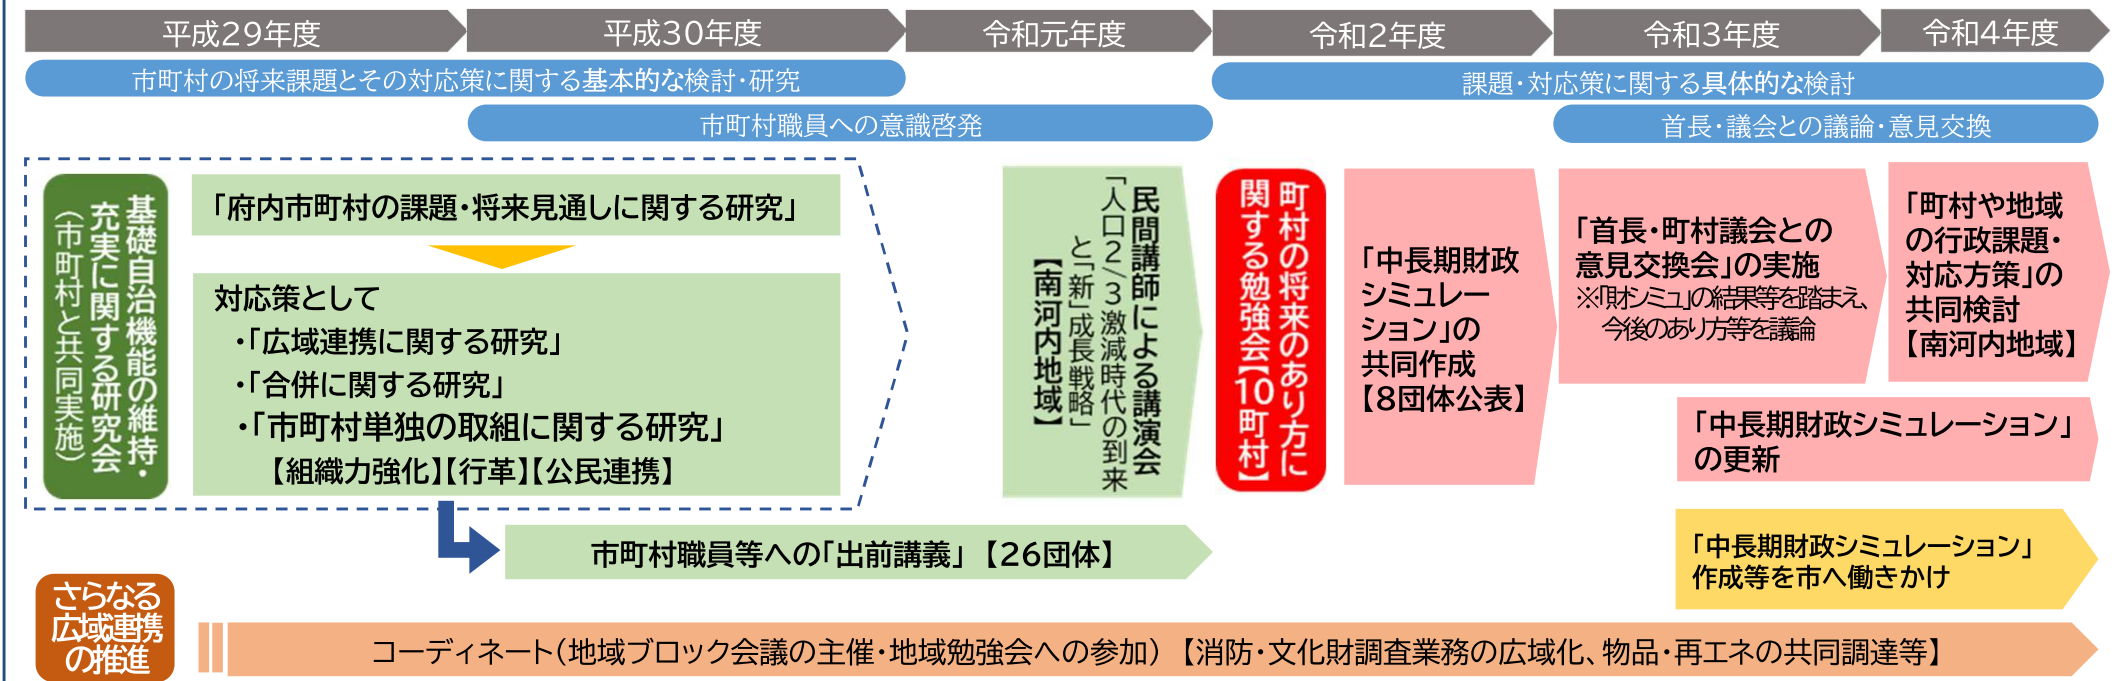 平成29年度
平成30年度
令和元年度
令和2年度
令和3年度
令和4年度
市町村の将来課題とその対応策に関する基本的な検討・研究
課題・対応策に関する具体的な検討
市町村職員への意識啓発
首長・議会との議論・意見交換
基礎自治機能の維持・
充実に関する研究会
（市町村と共同実施）
「府内市町村の課題・将来見通しに関する研究」
対応策として
・「広域連携に関する研究」
・「合併に関する研究」
・「市町村単独の取組に関する研究」
【組織力強化】【行革】【公民連携】
民間講師による講演会
「人口2/3激減時代の到来
と「新」成長戦略」
【南河内地域】
町村の将来のあり方に
関する勉強会【10町村】
「中長期財政
シミュレー
ション」の
共同作成
【8団体公表】
「首長・町村議会との
意見交換会」の実施
※「財シミュ」の結果等を踏まえ、
今後のあり方等を議論
「町村や地域
の行政課題・
対応方策」の
共同検討
【南河内地域】
「中長期財政シミュレーション」
の更新
市町村職員等への「出前講義」【26団体】
「中長期財政シミュレーション」
作成等を市へ働きかけ
さらなる
広域連携
の推進
コーディネート（地域ブロック会議の主催・地域勉強会への参加）【消防・文化財調査業務の広域化、物品・再エネの共同調達等】